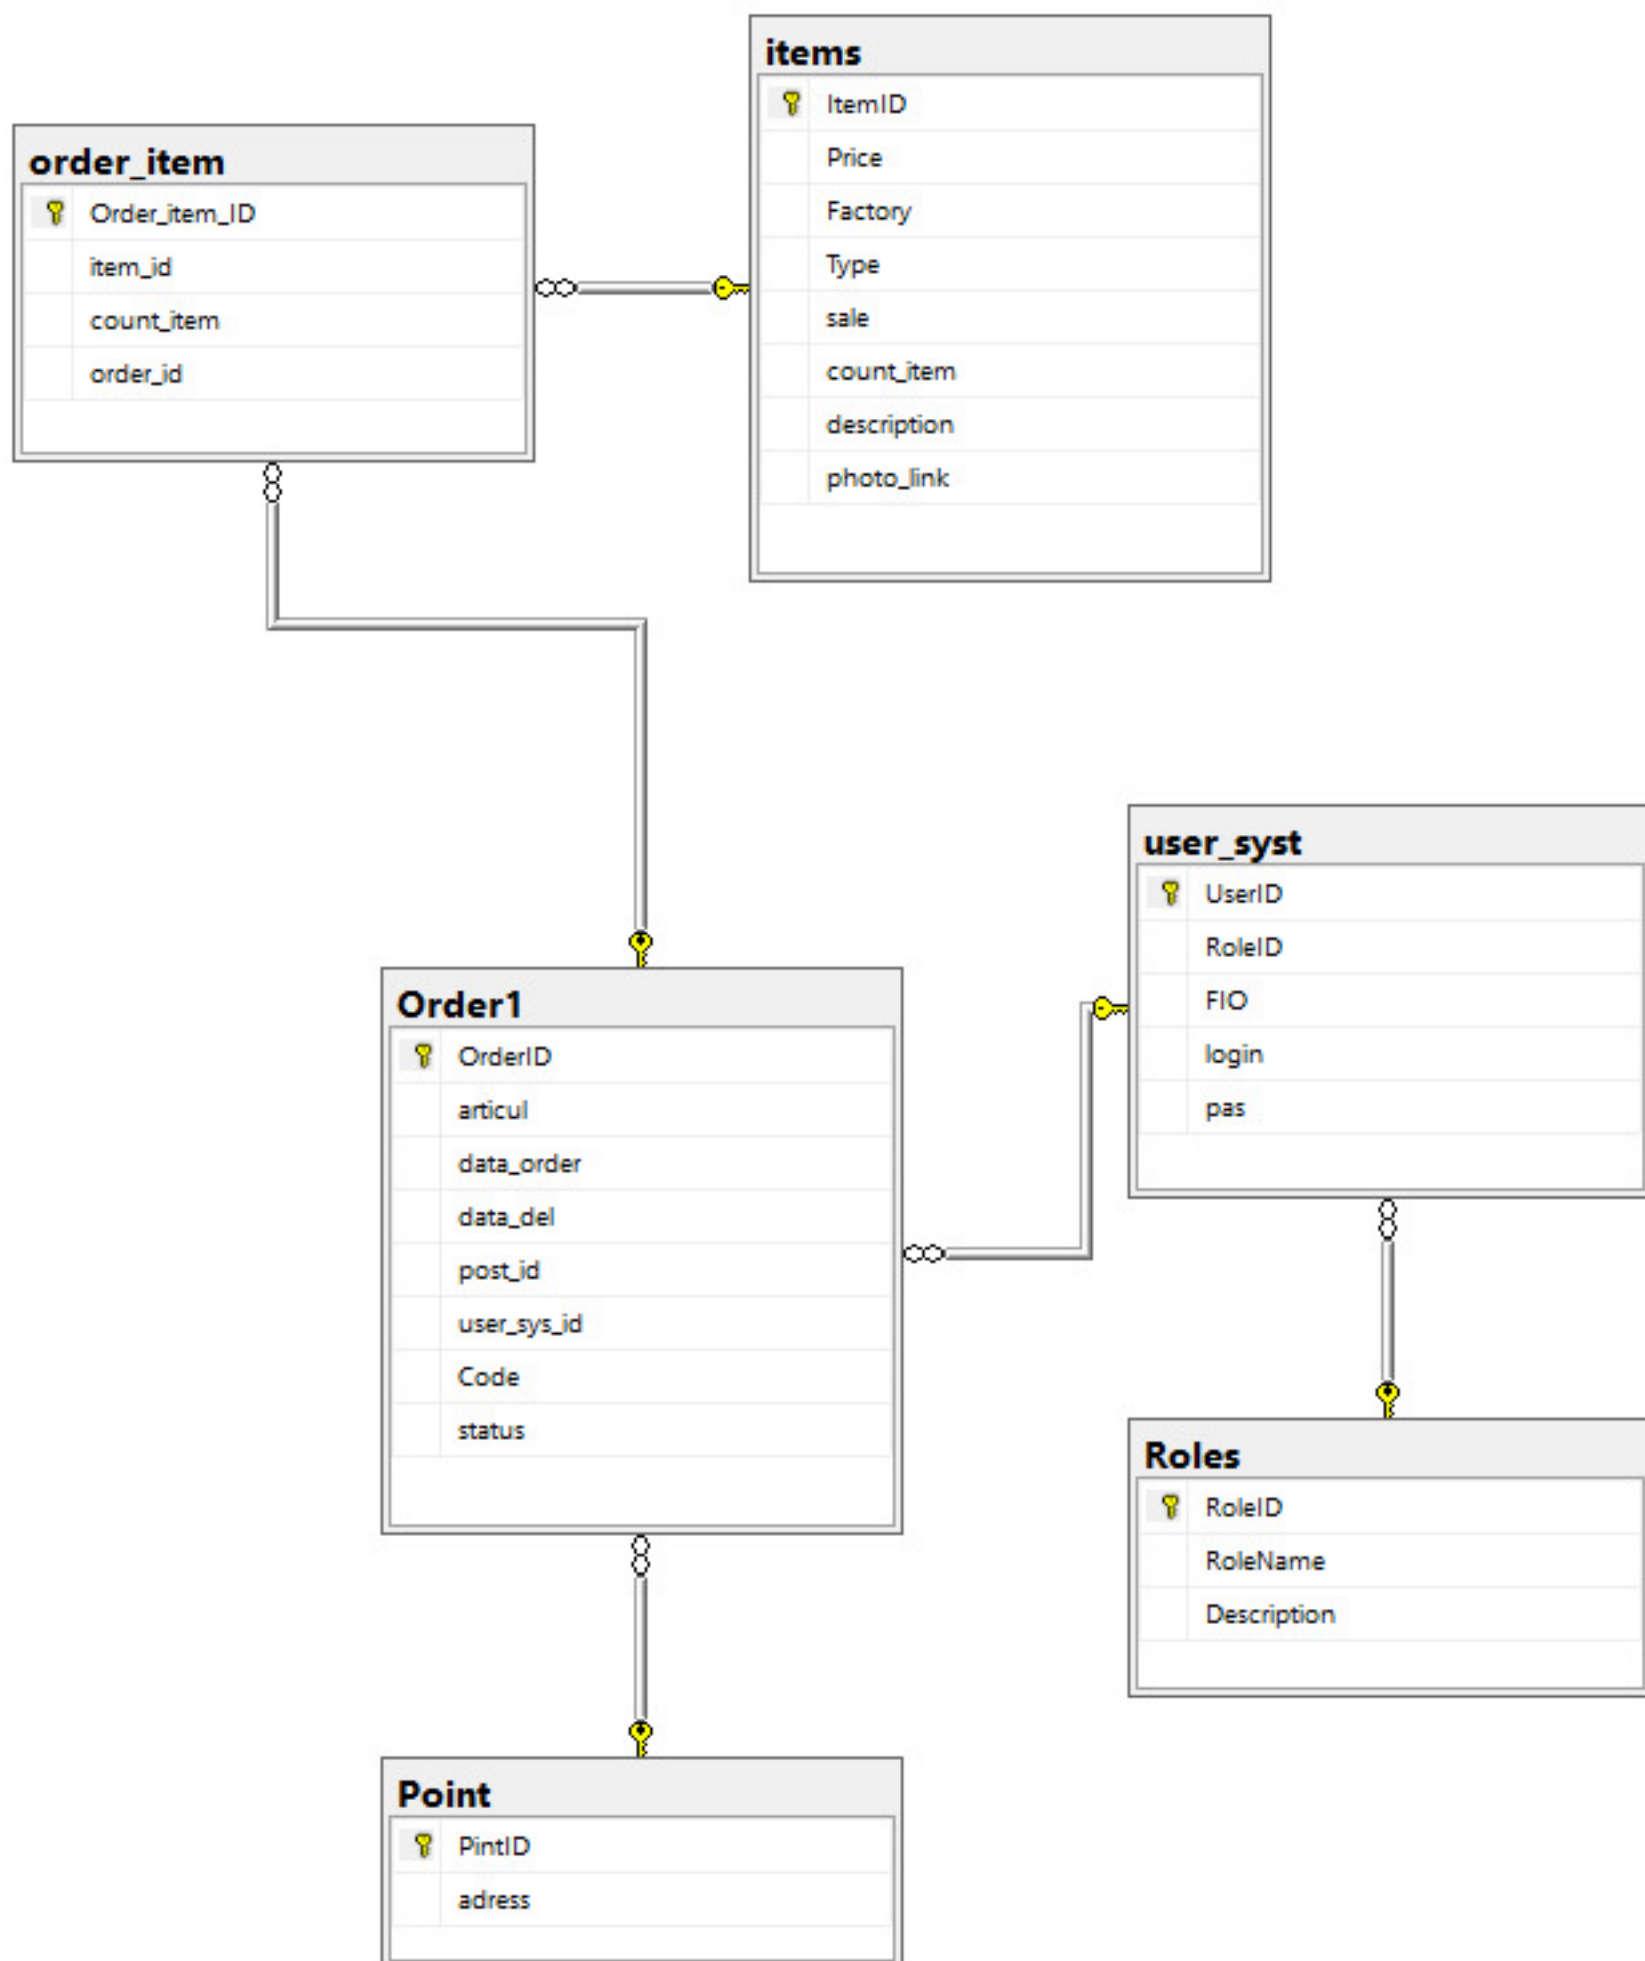 items
ItemID
Price
Factory
Type
sale
count_item
description
photo_link
order_item
Order_item_ID
item_id
count_item
order_id
user_syst
UserID
RoleID
FIO
login
pas
Order1
OrderID
articul
data_order
data_del
post_id
user_sys_id
Code
status
Roles
RoleID
RoleName
Description
Point
PintID
adress